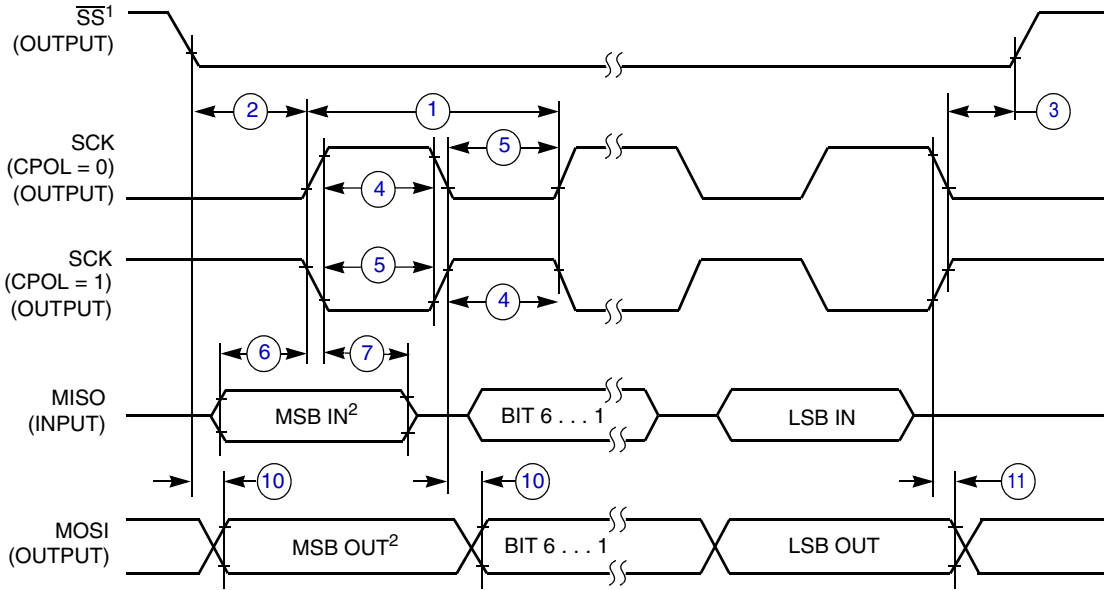 SS¹
(OUTPUT)
2
1
3
SCK
(CPOL = 0)
(OUTPUT)
5
4
SCK
(CPOL = 1)
(OUTPUT)
5
4
6
7
MISO
(INPUT)
MSB IN²
BIT 6 . . . 1
LSB IN
10
10
11
MOSI
(OUTPUT)
MSB OUT²
BIT 6 . . . 1
LSB OUT